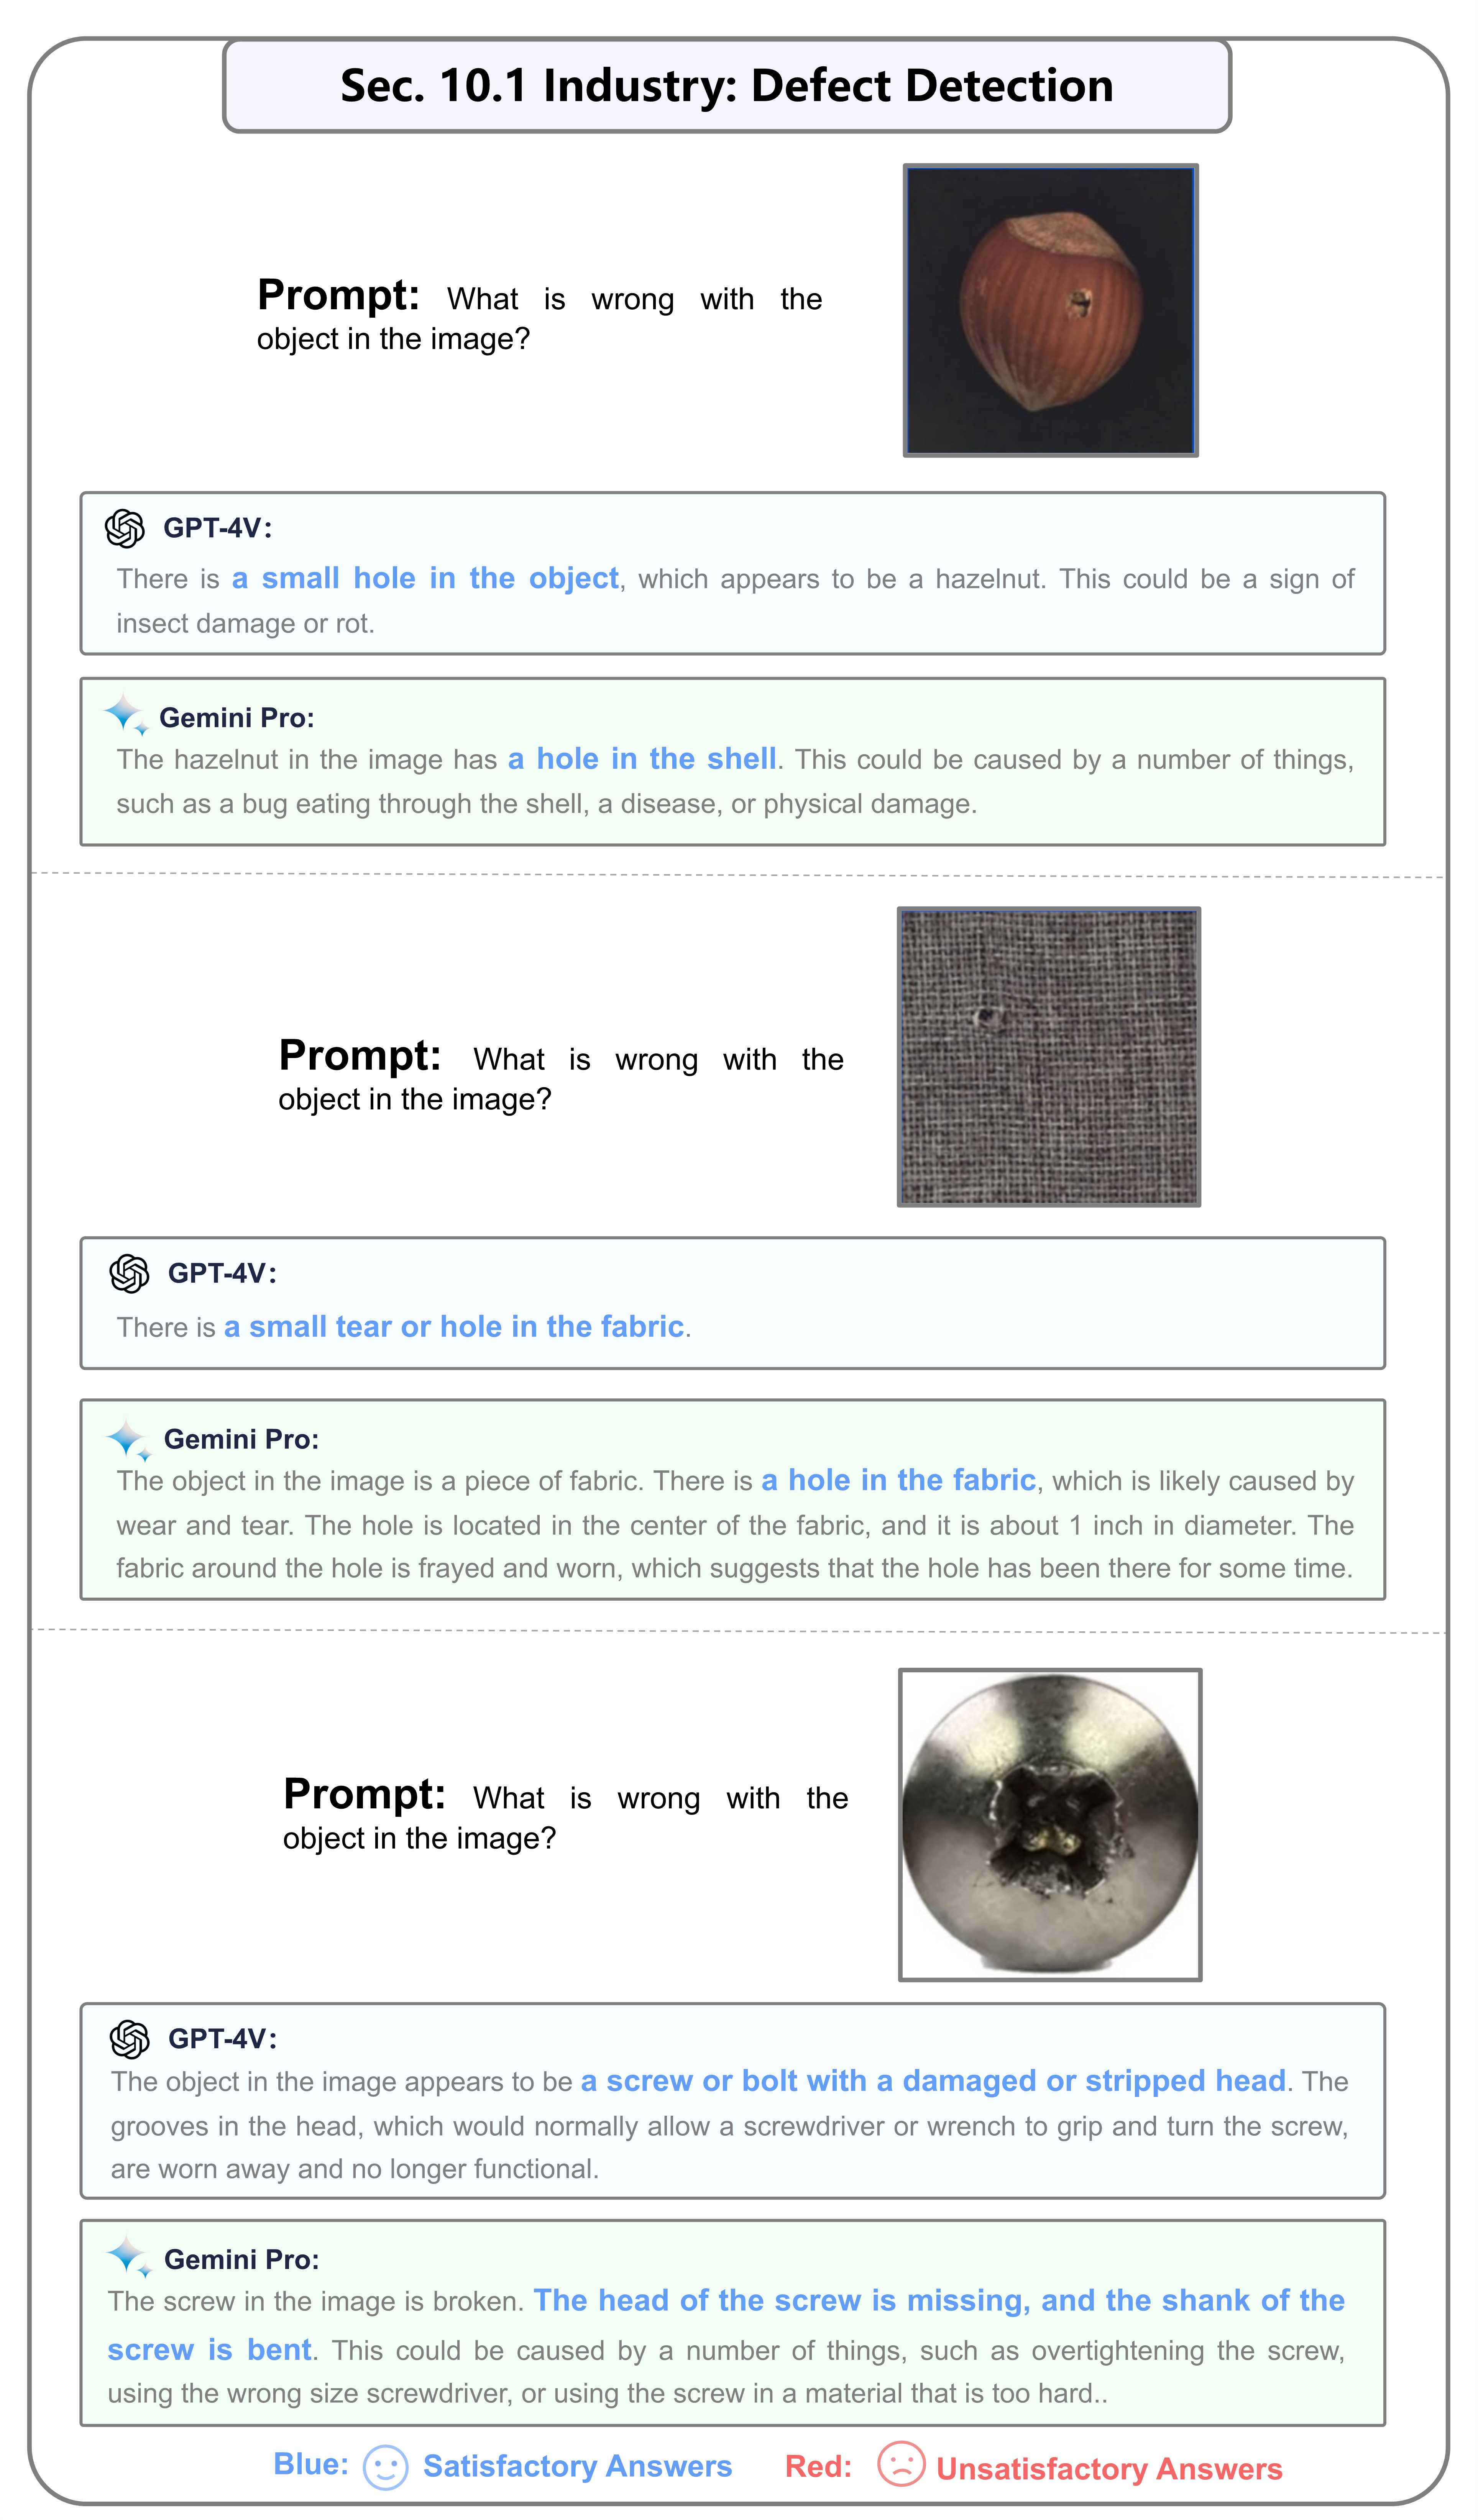 Sec. 10.1 Industry: Defect Detection
Prompt: What is wrong with the
object in the image?
GPT-4V:
There is a small hole in the object, which appears to be a hazelnut. This could be a sign of
insect damage or rot.
Gemini Pro:
The hazelnut in the image has a hole in the shell. This could be caused by a number of things,
such as a bug eating through the shell, a disease, or physical damage.
Prompt: What is wrong with the
object in the image?
GPT-4V:
There is a small tear or hole in the fabric.
Gemini Pro:
The object in the image is a piece of fabric. There is a hole in the fabric, which is likely caused by
wear and tear. The hole is located in the center of the fabric, and it is about 1 inch in diameter. The
fabric around the hole is frayed and worn, which suggests that the hole has been there for some time.
Prompt: What is wrong with the
object in the image?
GPT-4V:
The object in the image appears to be a screw or bolt with a damaged or stripped head. The
grooves in the head, which would normally allow a screwdriver or wrench to grip and turn the screw,
are worn away and no longer functional.
Gemini Pro:
The screw in the image is broken. The head of the screw is missing, and the shank of the
screw is bent. This could be caused by a number of things, such as overtightening the screw,
using the wrong size screwdriver, or using the screw in a material that is too hard..
Blue: Satisfactory Answers Red: Unsatisfactory Answers